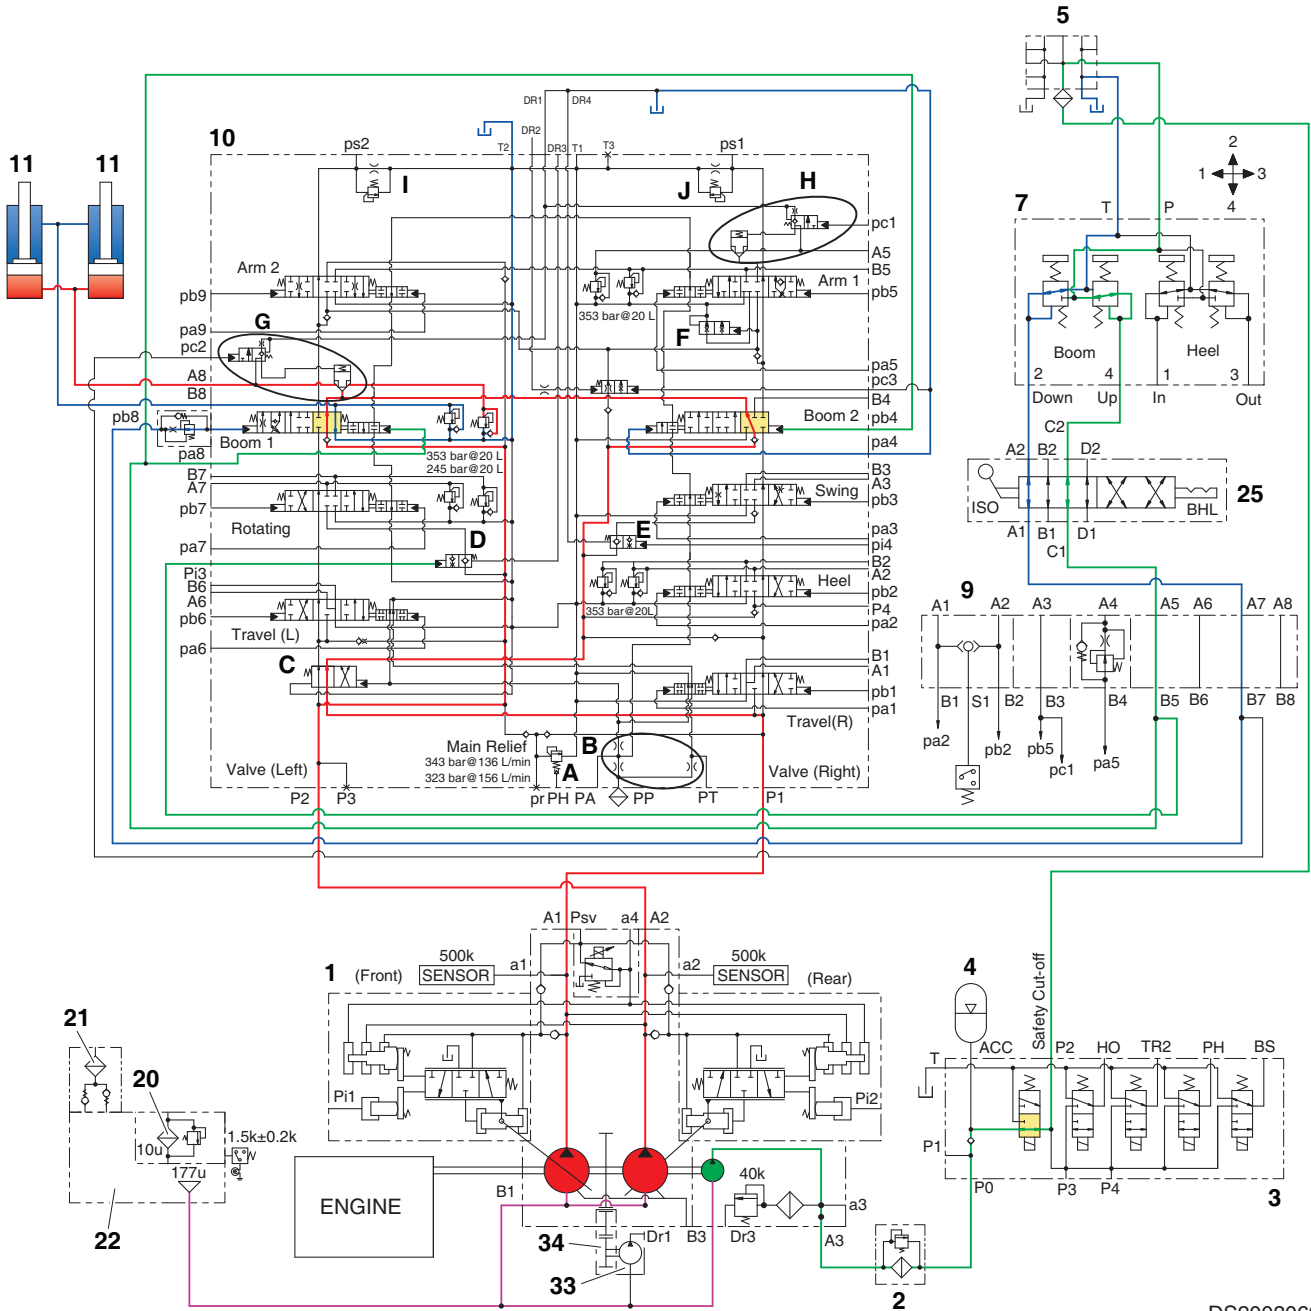 5
2
1
3
4
7
T
P
Boom
Heel
2
4
1
3
Down
Up
In
Out
C2
A2
B2
D2
25
ISO
BHL
A1
B1
D1
C1
9
A1
A2
A3
A4
A5
A6
A7
A8
B1
S1
B2
B3
B4
B5
B6
B7
B8
pa2
pb2
pb5
pc1
pa5
11
11
10
DR1
DR4
DR2
DR3
T2
T1
T3
ps2
ps1
I
J
H
pc1
A5
B5
Arm 2
Arm 1
pb9
pb5
353 bar@20 L
F
pa9
G
pc2
pa5
pc3
A8
B8
B4
pb8
Boom 1
Boom 2
pb4
pa8
pa4
353 bar@20 L
245 bar@20 L
B7
A7
B3
A3
pb7
Swing
pb3
Rotating
D
E
pa3
pa7
pi4
Pi3
B6
B2
A2
A6
Heel
pb2
pb6
353 bar@20L
P4
Travel (L)
pa2
pa6
C
B1
A1
pb1
pa1
Travel(R)
Main Relief
343 bar@136 L/min
323 bar@156 L/min
B
A
Valve (Left)
Valve (Right)
P2
P3
pr
PH
PA
PP
PT
P1
A1
Psv
a4
A2
1
(Front)
500k
SENSOR
a1
a2
500k
SENSOR
(Rear)
Pi1
Pi2
ENGINE
B1
40k
a3
Dr1
B3
Dr3
A3
34
33
21
20
10u
1.5k±0.2k
177u
22
2
4
Safety Cut-off
T
ACC
P2
HO
TR2
PH
BS
P1
P0
P3
P4
3